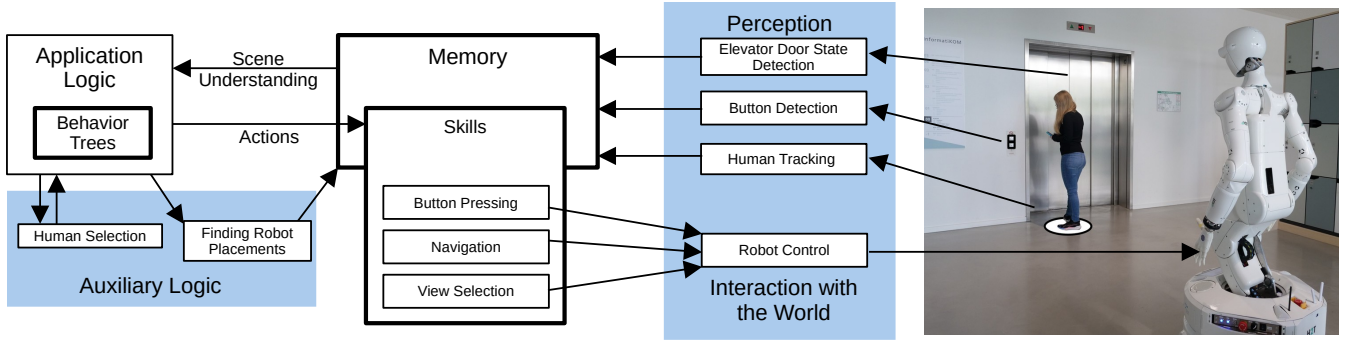 Application
Logic
Behavior
Trees
Scene
Understanding
Actions
Human Selection
Finding Robot
Placements
Auxiliary Logic
Memory
Skills
Button Pressing
Navigation
View Selection
Perception
Elevator Door State
Detection
Button Detection
Human Tracking
Robot Control
Interaction with
the World
KIT